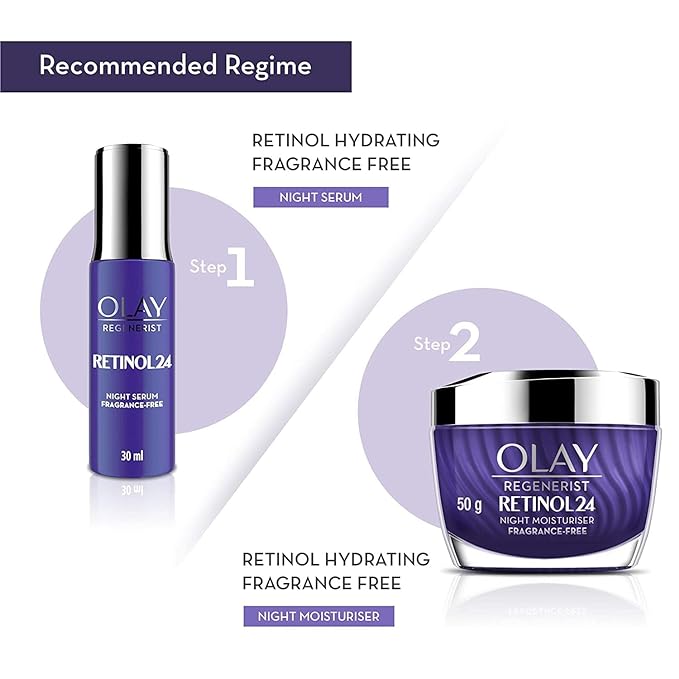 Recommended Regime
RETINOL HYDRATING
FRAGRANCE FREE
NIGHT SERUM
Step 1
OLAY
REGENERIST
RETINOL24
NIGHT SERUM
FRAGRANCE-FREE
30 ml
Step 2
OLAY
REGENERIST
50 g RETINOL24
NIGHT MOISTURISER
FRAGRANCE-FREE
RETINOL HYDRATING
FRAGRANCE FREE
NIGHT MOISTURISER